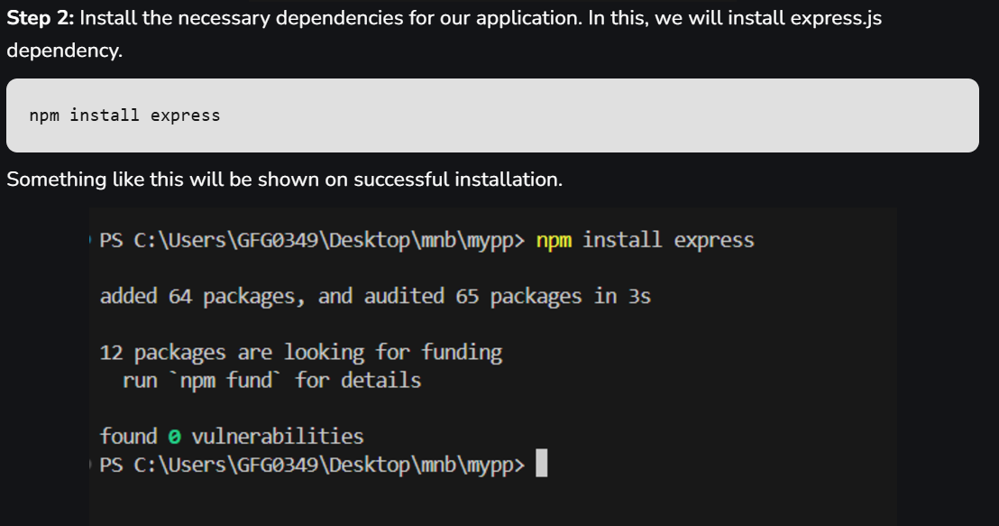 Step 2: Install the necessary dependencies for our application. In this, we will install express.js
dependency.
npm install express
Something like this will be shown on successful installation.
PS C:\Users\GFG0349\Desktop\mnb\mypp> npm install express
added 64 packages, and audited 65 packages in 3s
12 packages are looking for funding
  run `npm fund` for details
found 0 vulnerabilities
PS C:\Users\GFG0349\Desktop\mnb\mypp>